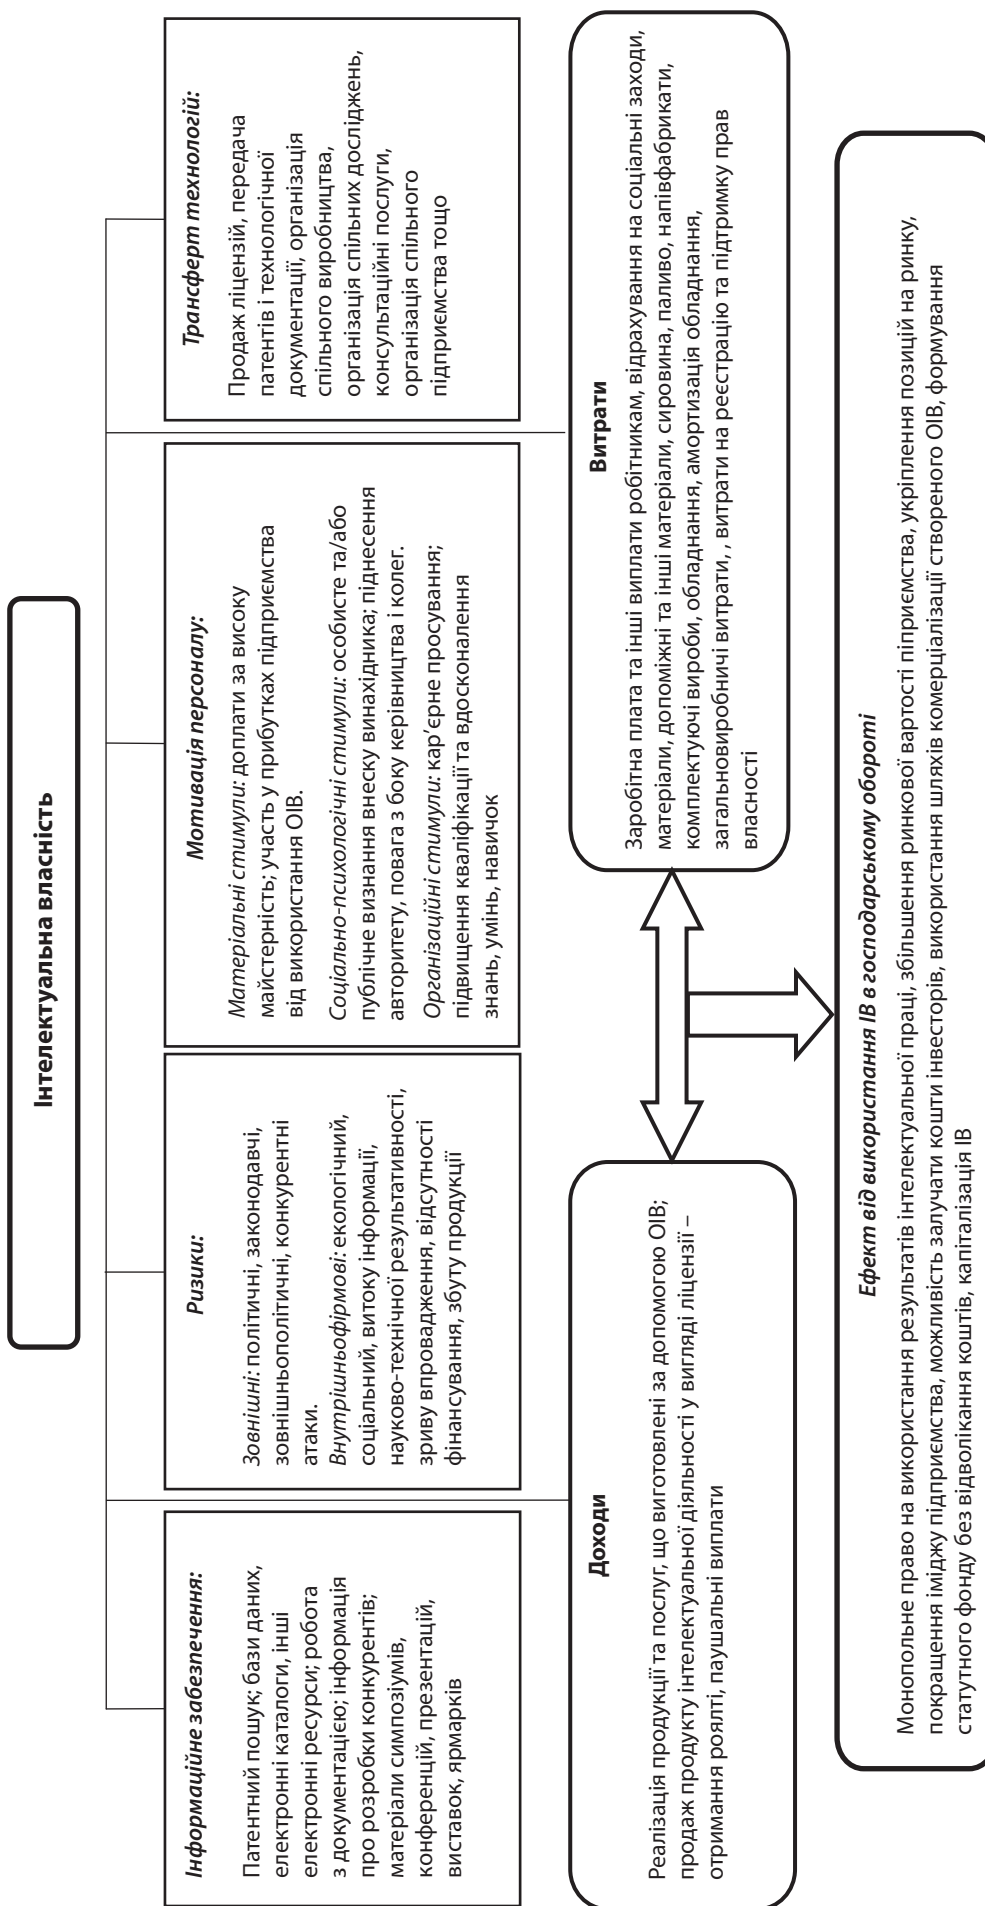 Інтелектуальна власність
Інформаційне забезпечення:
Патентний пошук; бази даних,
електронні каталоги, інші
електронні ресурси; робота
з документацією; інформація
про розробки конкурентів;
матеріали симпозіумів,
конференцій, презентацій,
виставок, ярмарків
Ризики:
Зовнішні: політичні, законодавчі,
зовнішньополітичні, конкурентні
атаки.
Внутрішньофірмові: екологічний,
соціальний, витоку інформації,
науково-технічної результативності,
зриву впровадження, відсутності
фінансування, збуту продукції
Мотивація персоналу:
Матеріальні стимули: доплати за високу
майстерність; участь у прибутках підприємства
від використання ОІВ.
Соціально-психологічні стимули: особисте та/або
публічне визнання внеску винахідника; піднесення
авторитету, повага з боку керівництва і колег.
Організаційні стимули: кар’єрне просування;
підвищення кваліфікації та вдосконалення
знань, умінь, навичок
Трансферт технологій:
Продаж ліцензій, передача
патентів і технологічної
документації, організація
спільного виробництва,
організація спільних досліджень,
консультаційні послуги,
організація спільного
підприємства тощо
Доходи
Реалізація продукції та послуг, що виготовлені за допомогою ОІВ;
продаж продукту інтелектуальної діяльності у вигляді ліцензії –
отримання роялті, паушальні виплати
Витрати
Заробітна плата та інші виплати робітникам, відрахування на соціальні заходи,
матеріали, допоміжні та інші матеріали, сировина, паливо, напівфабрикати,
комплектуючі вироби, обладнання, амортизація обладнання,
загальновиробничі витрати, , витрати на реєстрацію та підтримку прав
власності
Ефект від використання ІВ в господарському обороті
Монопольне право на використання результатів інтелектуальної праці, збільшення ринкової вартості піприємства, укріплення позицій на ринку,
покращення іміджу підприємства, можливість залучати кошти інвесторів, використання шляхів комерціалізації створеного ОІВ, формування
статутного фонду без відволікання коштів, капіталізація ІВ